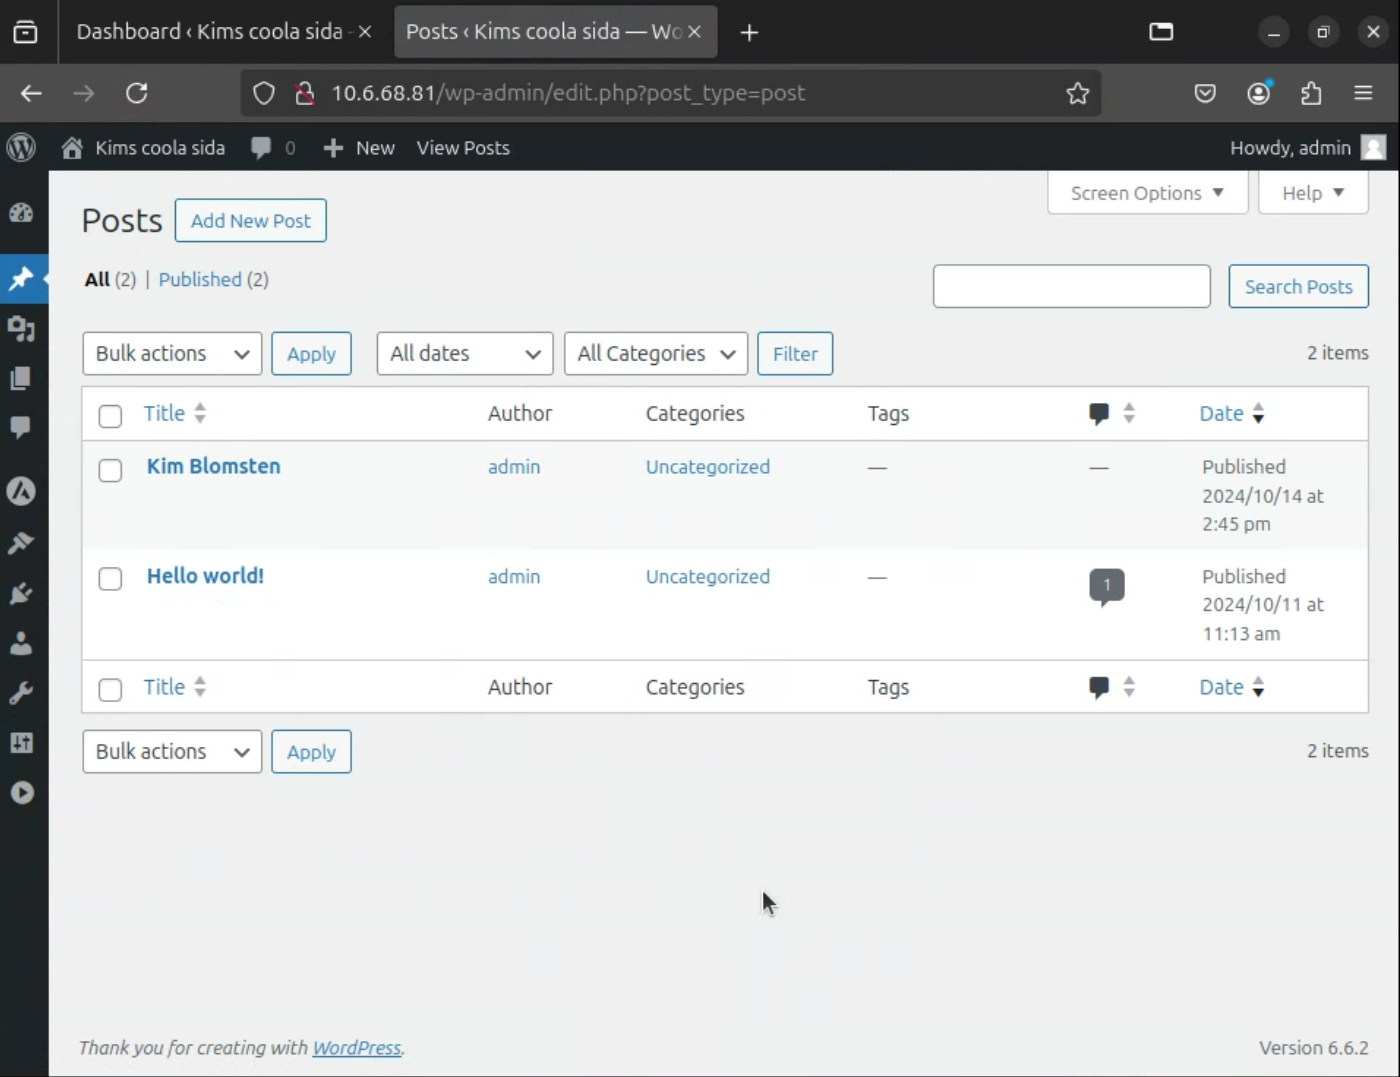 Dashboard ‹ Kims coola sida -
Posts ‹ Kims coola sida — Wo
10.6.68.81/wp-admin/edit.php?post_type=post
Kims coola sida 0 New View Posts Howdy, admin
Screen Options Help
Posts Add New Post
All (2) | Published (2)
Search Posts
Bulk actions Apply All dates All Categories Filter 2 items
Title Author Categories Tags Date
Kim Blomsten admin Uncategorized — — Published
2024/10/14 at
2:45 pm
Hello world! admin Uncategorized — 1 Published
2024/10/11 at
11:13 am
Title Author Categories Tags Date
Bulk actions Apply 2 items
Thank you for creating with WordPress. Version 6.6.2